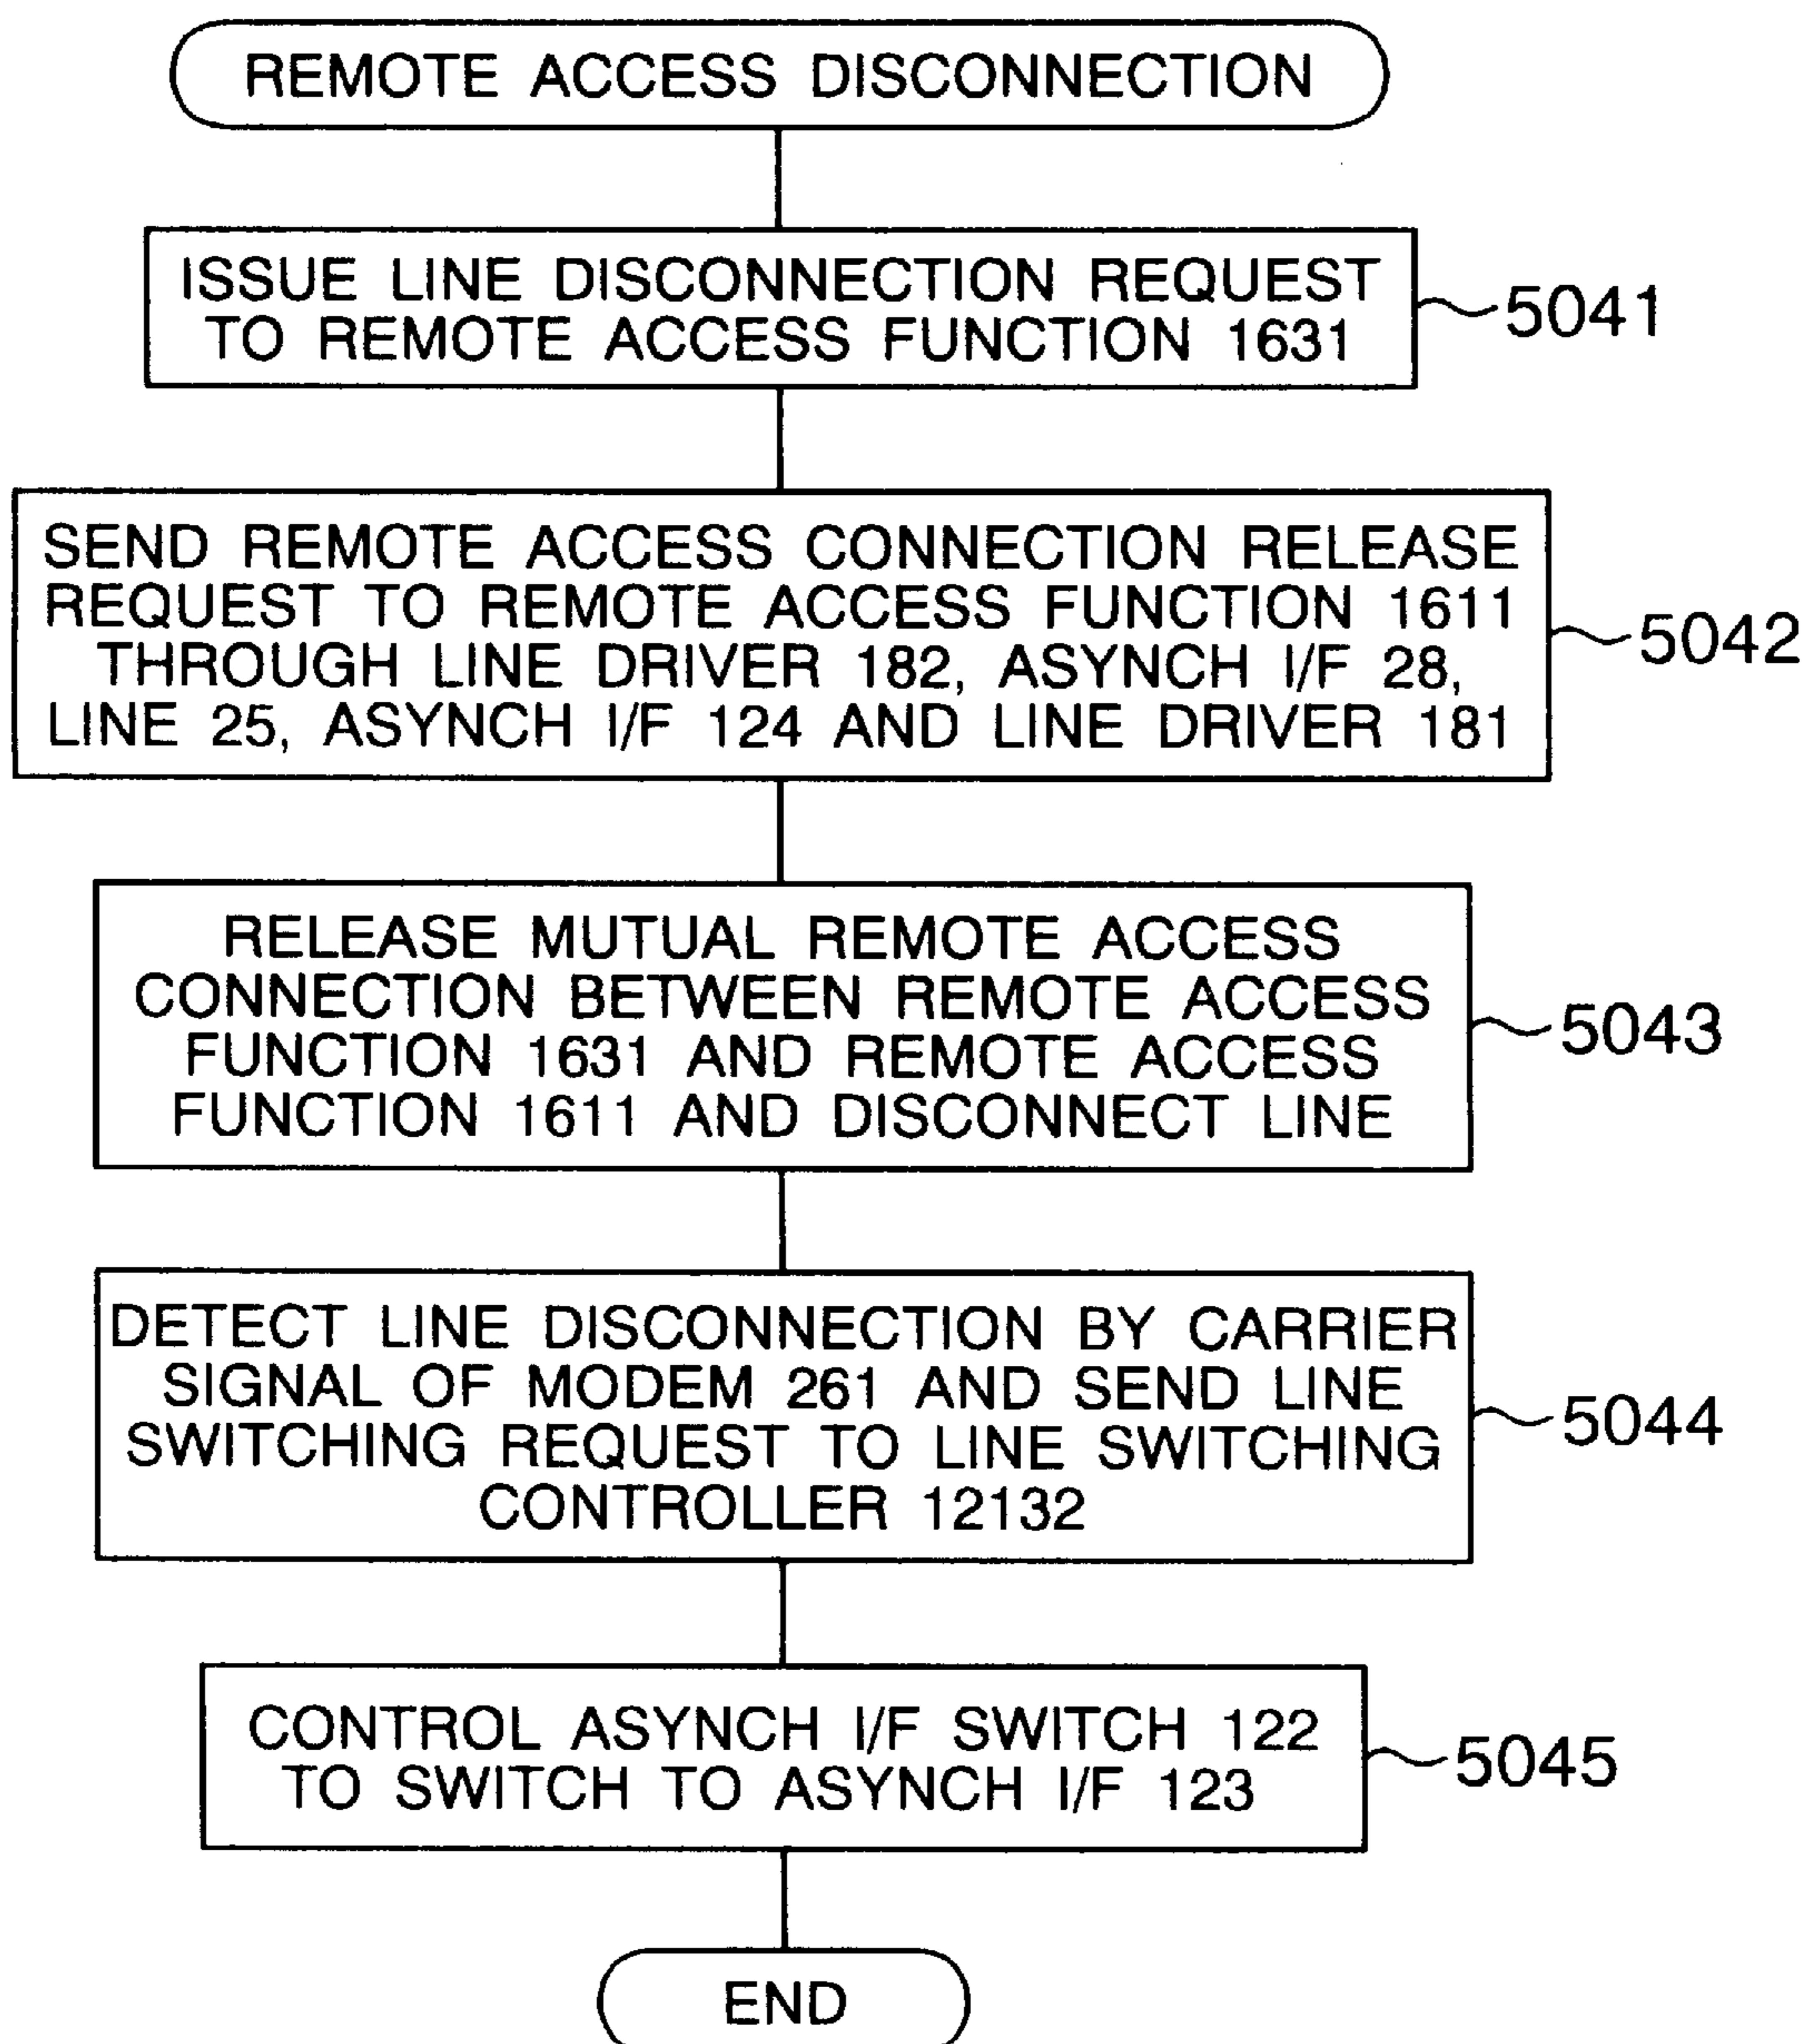 REMOTE ACCESS DISCONNECTION
ISSUE LINE DISCONNECTION REQUEST
TO REMOTE ACCESS FUNCTION 1631
5041
SEND REMOTE ACCESS CONNECTION RELEASE
REQUEST TO REMOTE ACCESS FUNCTION 1611
THROUGH LINE DRIVER 182, ASYNCH I/F 28,
LINE 25, ASYNCH I/F 124 AND LINE DRIVER 181
5042
RELEASE MUTUAL REMOTE ACCESS
CONNECTION BETWEEN REMOTE ACCESS
FUNCTION 1631 AND REMOTE ACCESS
FUNCTION 1611 AND DISCONNECT LINE
5043
DETECT LINE DISCONNECTION BY CARRIER
SIGNAL OF MODEM 261 AND SEND LINE
SWITCHING REQUEST TO LINE SWITCHING
CONTROLLER 12132
5044
CONTROL ASYNCH I/F SWITCH 122
TO SWITCH TO ASYNCH I/F 123
5045
END